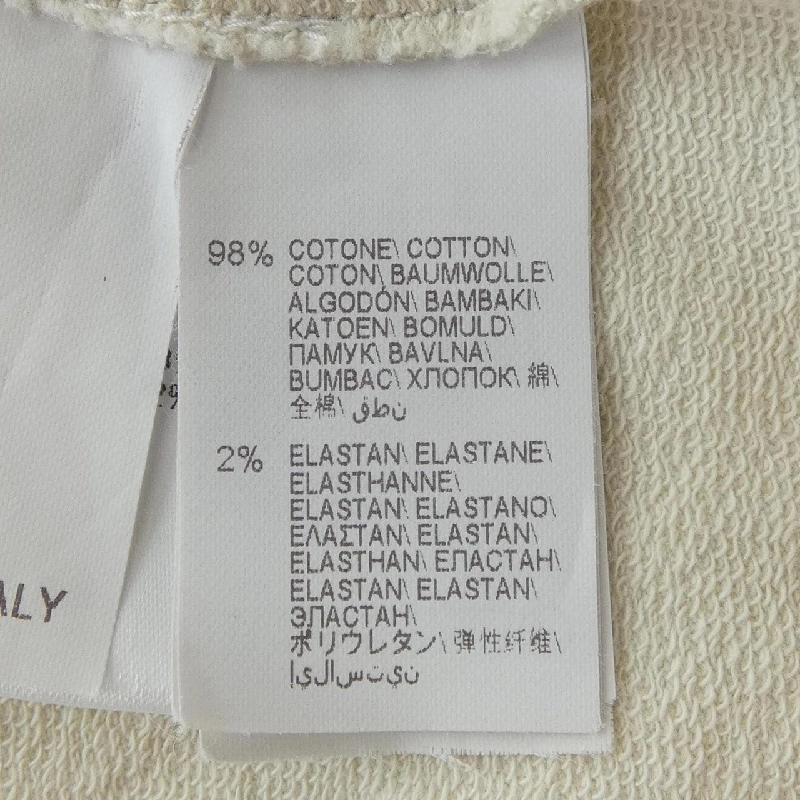 98% COTONE\ COTTON\
COTON\ BAUMWOLLE\
ALGODÓN\ BAMBAKI\
KATOEN\ BOMULD\
ПАМУК\ BAVLNA\
BUMBAC\ ХЛОПОК\ 綿\
全棉\ قطن
2% ELASTAN\ ELASTANE\
ELASTHANNE\
ELASTAN\ ELASTANO\
ΕΛΑΣΤΑΝ\ ELASTAN\
ELASTHAN\ ЕЛАСТАН\
ELASTAN\ ELASTAN\
ЭЛАСТАН\
ポリウレタン\ 弹性纤维\
إيلاستين
ALY